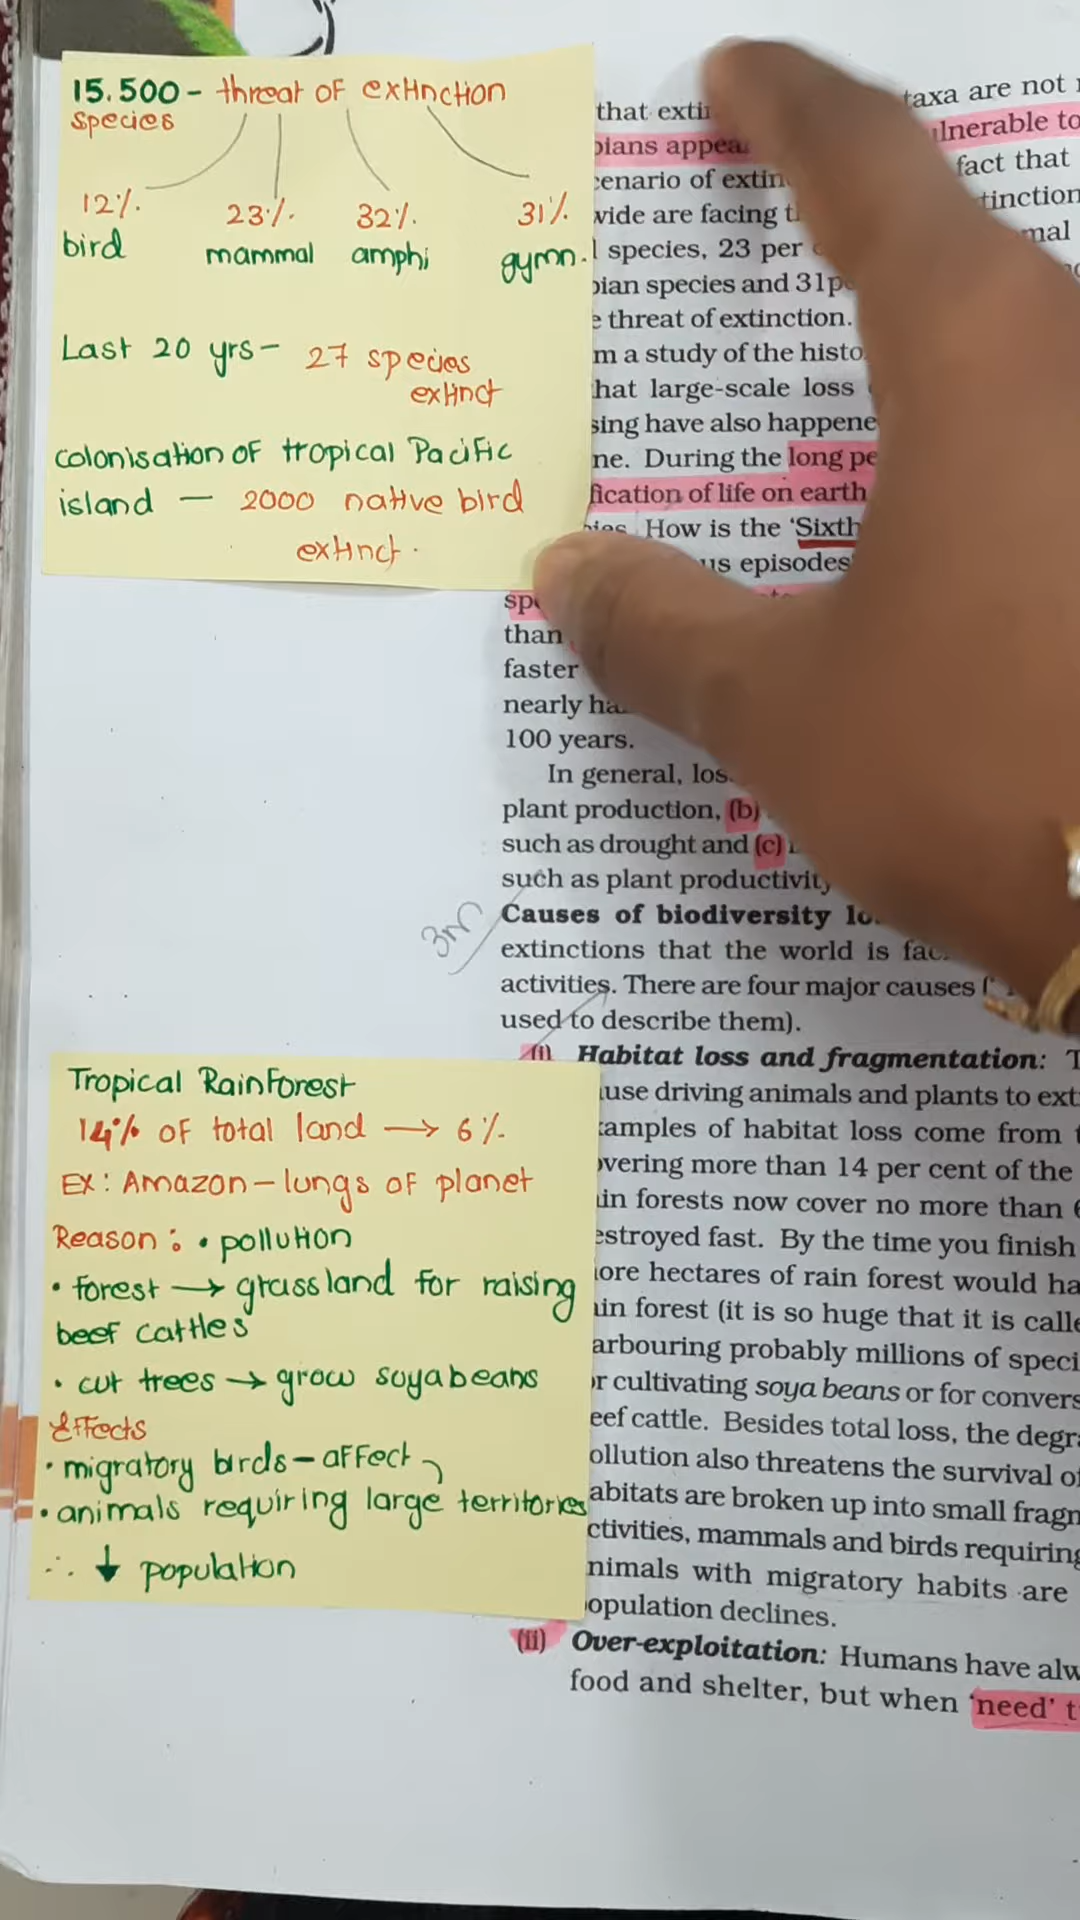 15.500 - threat of extinction
species
12%. 23%. 32%. 31%
bird mammal amphi gymn.
Last 20 yrs - 27 species
extinct
colonisation of tropical Pacific
island — 2000 native bird
extinct.
that extin taxa are not
pians appea ulnerable to
cenario of extin fact that
wide are facing t tinction
l species, 23 per mal
bian species and 31p
e threat of extinction.
m a study of the histo
hat large-scale loss
sing have also happene
ne. During the long pe
fication of life on earth
How is the ‘Sixth
us episodes
spe
than
faster
nearly ha
100 years.
In general, los
plant production, (b)
such as drought and (c)
such as plant productivity
3M
Causes of biodiversity lo
extinctions that the world is fac
activities. There are four major causes (
used to describe them).
(i) Habitat loss and fragmentation: T
use driving animals and plants to ext
amples of habitat loss come from t
overing more than 14 per cent of the
in forests now cover no more than 6
estroyed fast. By the time you finish
ore hectares of rain forest would ha
in forest (it is so huge that it is calle
arbouring probably millions of speci
r cultivating soya beans or for convers
eef cattle. Besides total loss, the degra
ollution also threatens the survival of
abitats are broken up into small fragn
ctivities, mammals and birds requiring
nimals with migratory habits are
opulation declines.
(ii) Over-exploitation: Humans have alw
food and shelter, but when ‘need’ t
Tropical Rainforest
14% of total land → 6%.
Ex: Amazon - lungs of planet
Reason: • pollution
• forest → grassland for raising
beef cattles
• cut trees → grow soyabeans
Effects
• migratory birds - affect
• animals requiring large territories
∴ ↓ population